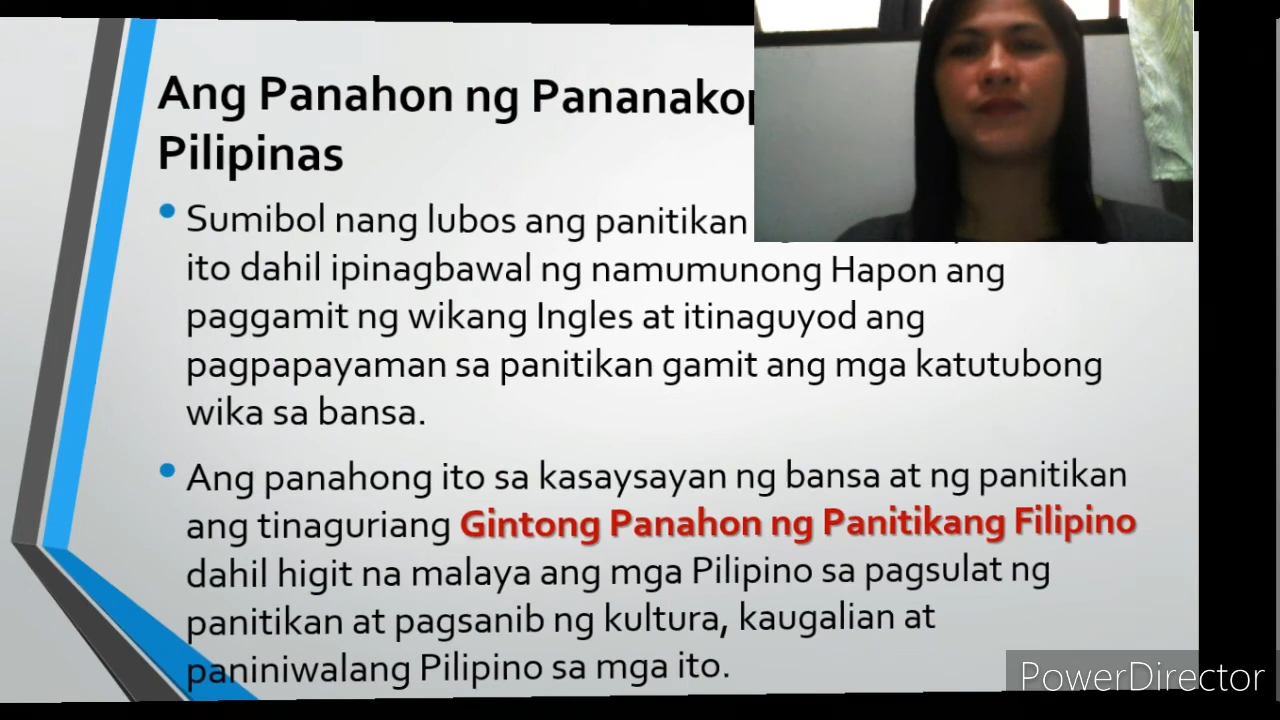 Ang Panahon ng
Pilipinas
Sumibol nang lubos ang panitikan
ito dahil ipinagbawal ng namumunong Hapon ang
paggamit ng wikang Ingles at itinaguyod ang
pagpapayaman sa panitikan gamit ang mga katutubong
wika sa bansa.
Ang panahong ito sa kasaysayan ng bansa at ng panitikan
ang tinaguriang Gintong Panahon ng Panitikang Filipino
dahil higit na malaya ang mga Pilipino sa pagsulat ng
panitikan at pagsanib ng kultura, kaugalian at
paniniwalang Pilipino sa mga ito.
PowerDirector